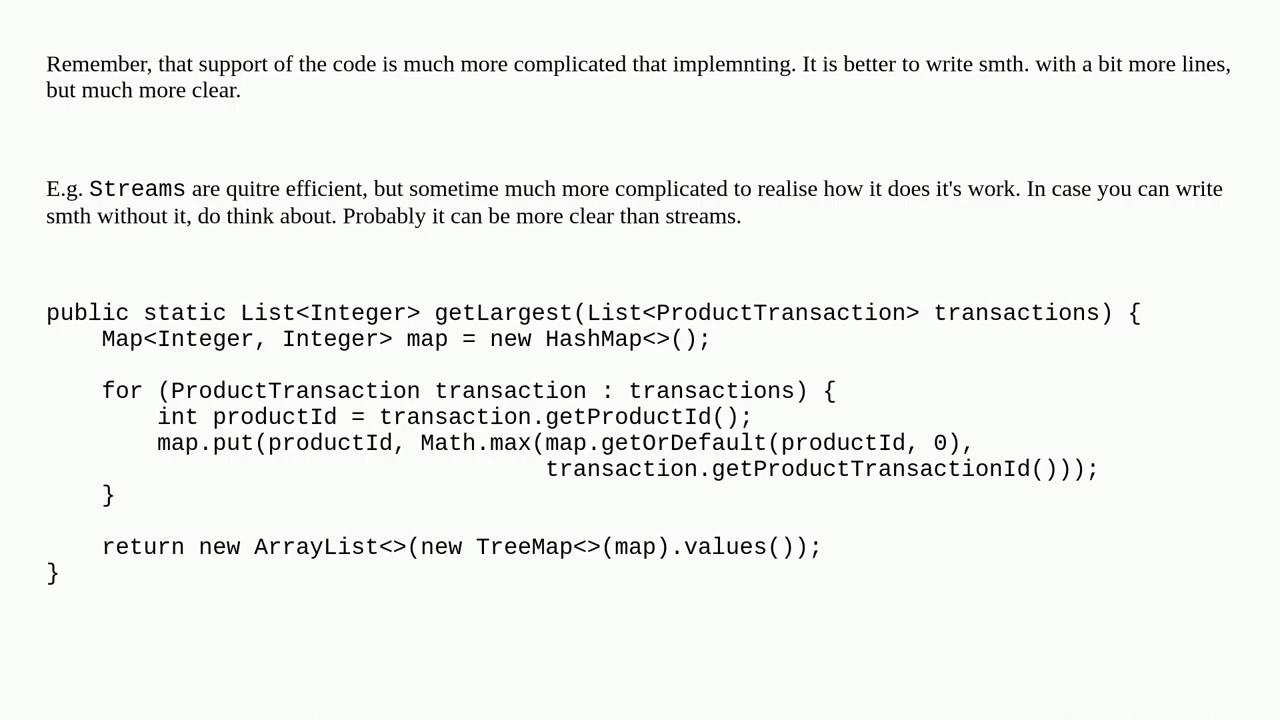 Remember, that support of the code is much more complicated that implemnting. It is better to write smth. with a bit more lines,
but much more clear.
E.g. Streams are quitre efficient, but sometime much more complicated to realise how it does it's work. In case you can write
smth without it, do think about. Probably it can be more clear than streams.
public static List<Integer> getLargest(List<ProductTransaction> transactions) {
    Map<Integer, Integer> map = new HashMap<>();
    for (ProductTransaction transaction : transactions) {
        int productId = transaction.getProductId();
        map.put(productId, Math.max(map.getOrDefault(productId, 0),
                                    transaction.getProductTransactionId()));
    }
    return new ArrayList<>(new TreeMap<>(map).values());
}